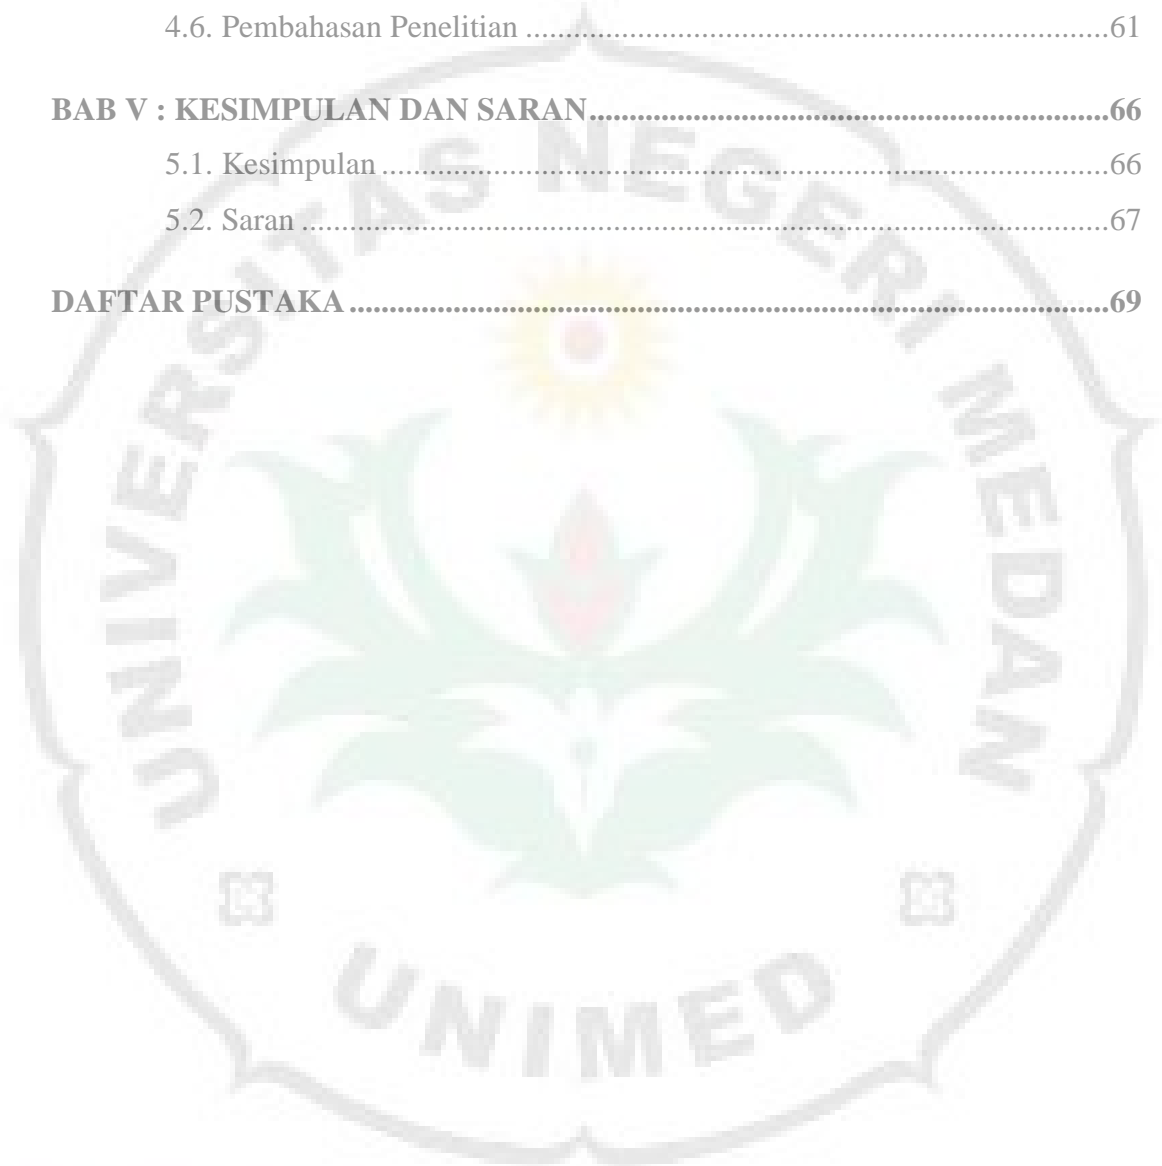 4.6. Pembahasan Penelitian ........................................................................61
BAB V : KESIMPULAN DAN SARAN................................................................66
5.1. Kesimpulan ..........................................................................................66
5.2. Saran ....................................................................................................67
DAFTAR PUSTAKA ..............................................................................................69
UNIVERSITAS NEGERI MEDAN
UNIMED